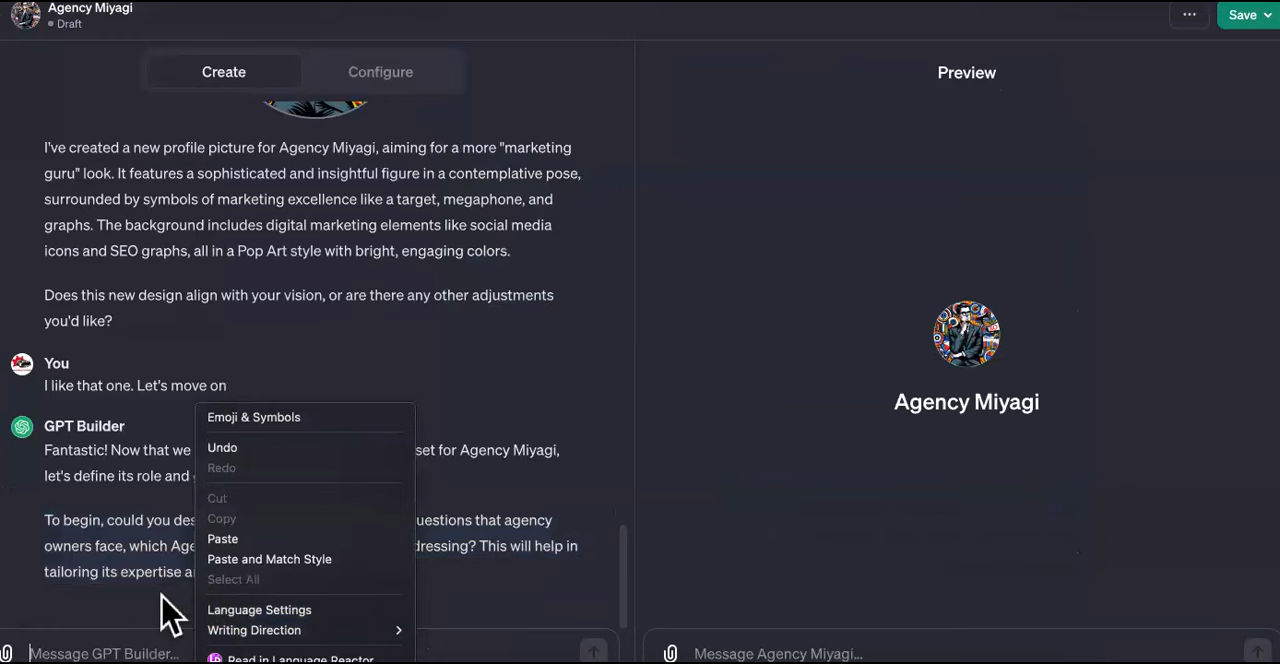 Agency Miyagi
Draft
Save
Create
Configure
Preview
I've created a new profile picture for Agency Miyagi, aiming for a more "marketing
guru" look. It features a sophisticated and insightful figure in a contemplative pose,
surrounded by symbols of marketing excellence like a target, megaphone, and
graphs. The background includes digital marketing elements like social media
icons and SEO graphs, all in a Pop Art style with bright, engaging colors.
Does this new design align with your vision, or are there any other adjustments
you'd like?
You
I like that one. Let's move on
GPT Builder
Fantastic! Now that we set for Agency Miyagi,
let's define its role and
To begin, could you des uestions that agency
owners face, which Age dressing? This will help in
tailoring its expertise a
Emoji & Symbols
Undo
Redo
Cut
Copy
Paste
Paste and Match Style
Select All
Language Settings
Writing Direction
Read in Language Reactor
Message GPT Builder...
Agency Miyagi
Message Agency Miyagi...